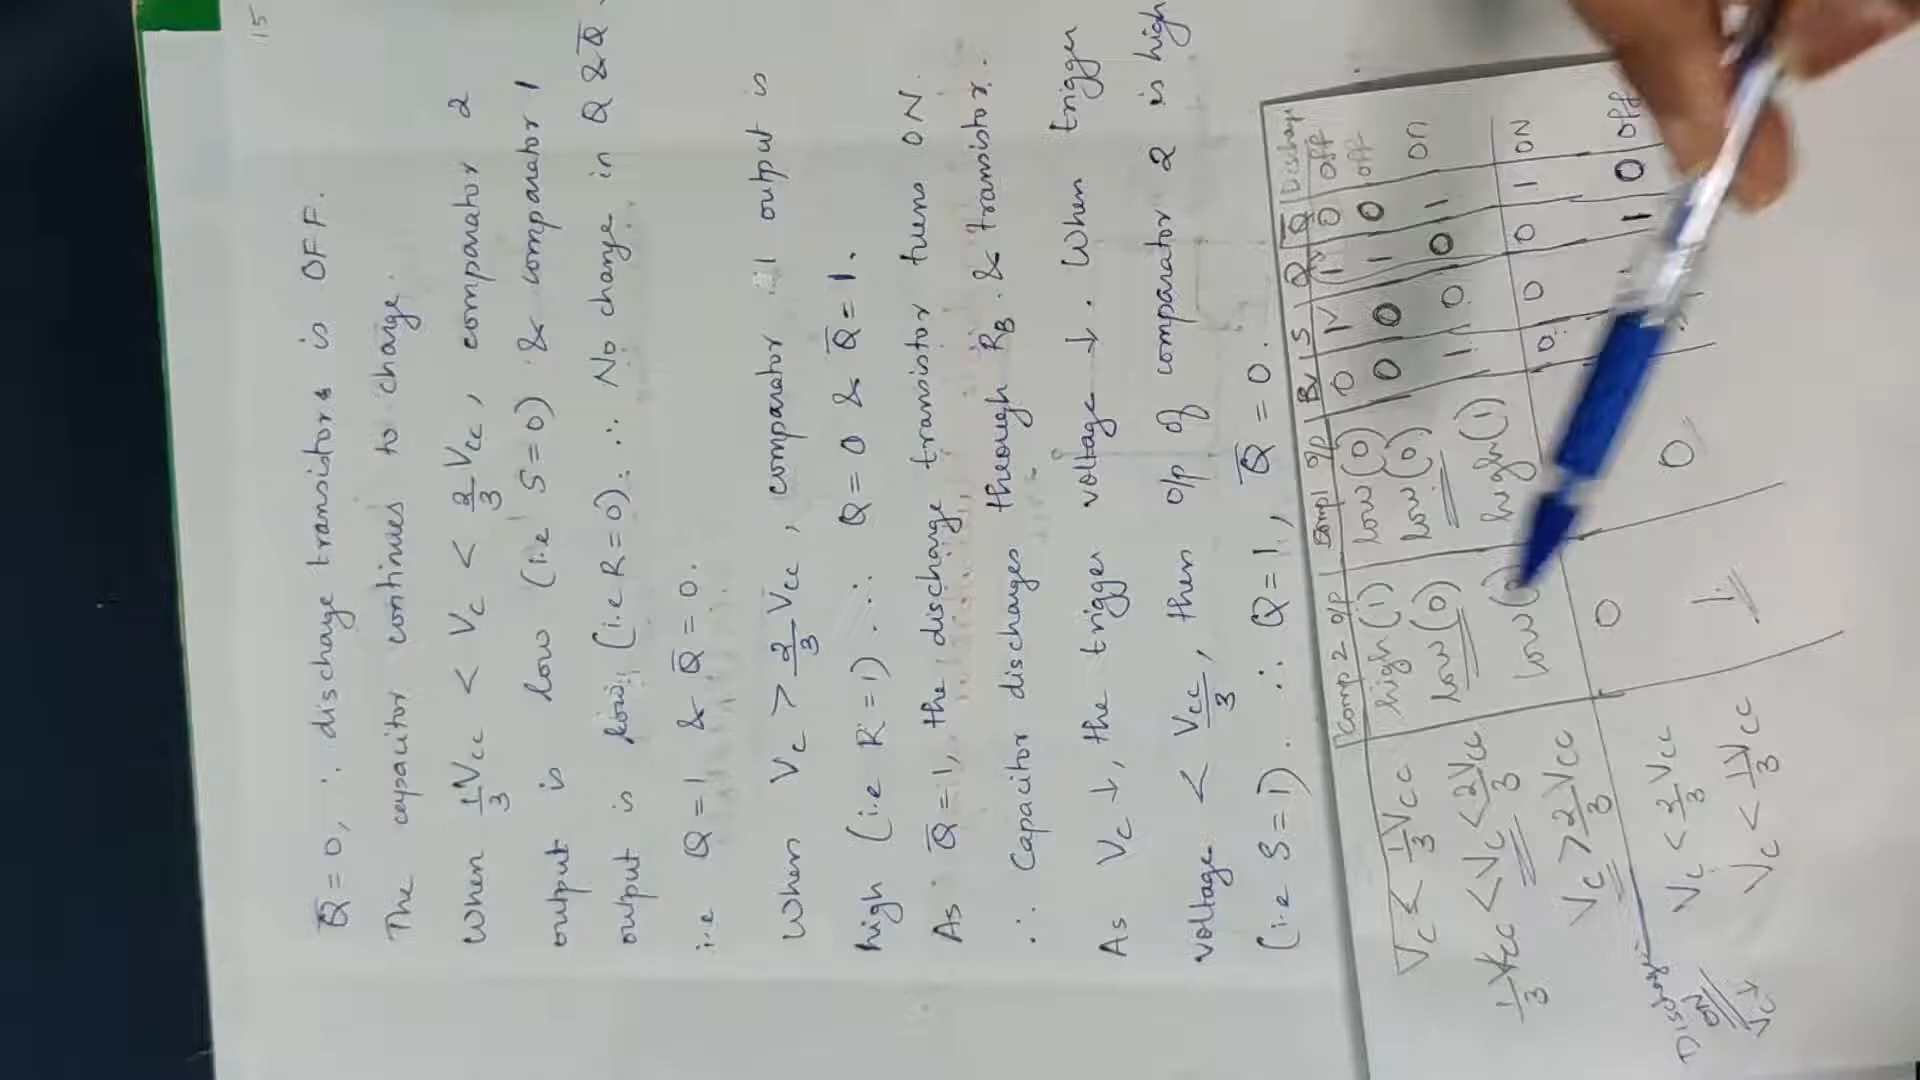 15
Q̅ = 0, ∴ discharge transistors is OFF.
The capacitor continues to charge.
When 1/3 Vcc < Vc < 2/3 Vcc, comparator 2
output is low (i.e S=0) & comparator 1
output is low (i.e R=0). ∴ No change in Q & Q̅.
i.e Q = 1 & Q̅ = 0.
When Vc > 2/3 Vcc, comparator 1 output is
high (i.e R=1). ∴ Q = 0 & Q̅ = 1.
As Q̅ = 1, the discharge transistor turns ON.
∴ Capacitor discharges through RB & transistor.
As Vc ↓, the trigger voltage ↓. When trigger
voltage < Vcc/3, then o/p of comparator 2 is high
(i.e S=1). ∴ Q = 1, Q̅ = 0.
Comp 2 o/p | Comp1 o/p | R | S | Q | Q̅ | Discharge
Vc < 1/3 Vcc high(1) low(0) 0 1 1 0 off
1/3 Vcc < Vc < 2/3 Vcc low(0) low(0) 0 0 1 0 off
Vc > 2/3 Vcc low( high(1) 1 0 0 1 ON
Discharge ON Vc↓
Vc < 2/3 Vcc 0 0 0 0 1 ON
Vc < 1/3 Vcc 1 0 1 0 off